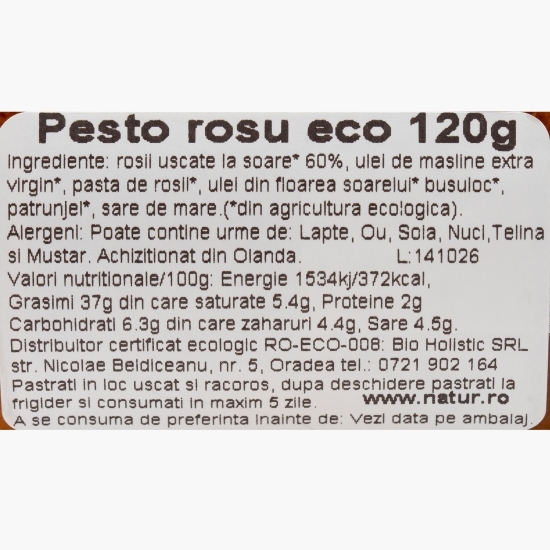 Pesto rosu eco 120g
Ingrediente: rosii uscate la soare* 60%, ulei de masline extra
virgin*, pasta de rosii*, ulei din floarea soarelui* busuloc*,
patrunjel*, sare de mare.(*din agricultura ecologica).
Alergeni: Poate contine urme de: Lapte, Ou, Soia, Nuci,Telina
si Mustar. Achizitionat din Olanda. L:141026
Valori nutritionale/100g: Energie 1534kj/372kcal,
Grasimi 37g din care saturate 5.4g, Proteine 2g
Carbohidrati 6.3g din care zaharuri 4.4g, Sare 4.5g.
Distribuitor certificat ecologic RO-ECO-008: Bio Holistic SRL
str. Nicolae Beldiceanu, nr. 5, Oradea tel.: 0721 902 164
Pastrati in loc uscat si racoros, dupa deschidere pastrati la
frigider si consumati in maxim 5 zile. www.natur.ro
A se consuma de preferinta inainte de: Vezi data pe ambalaj.